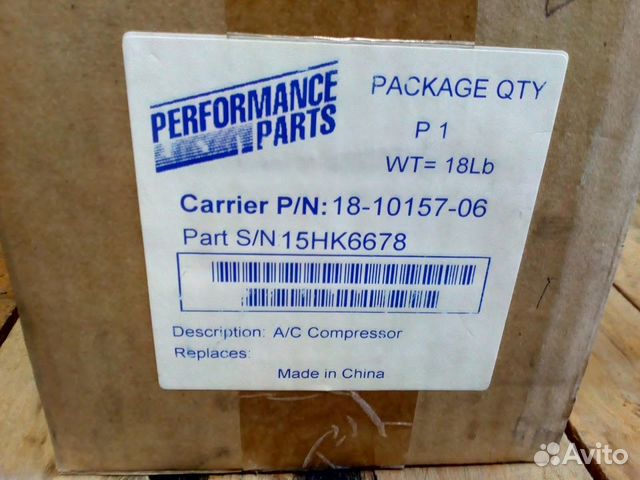 PERFORMANCE
PARTS
PACKAGE QTY
P 1
WT= 18Lb
Carrier P/N: 18-10157-06
Part S/N 15HK6678
Description: A/C Compressor
Replaces:
Made in China
Avito